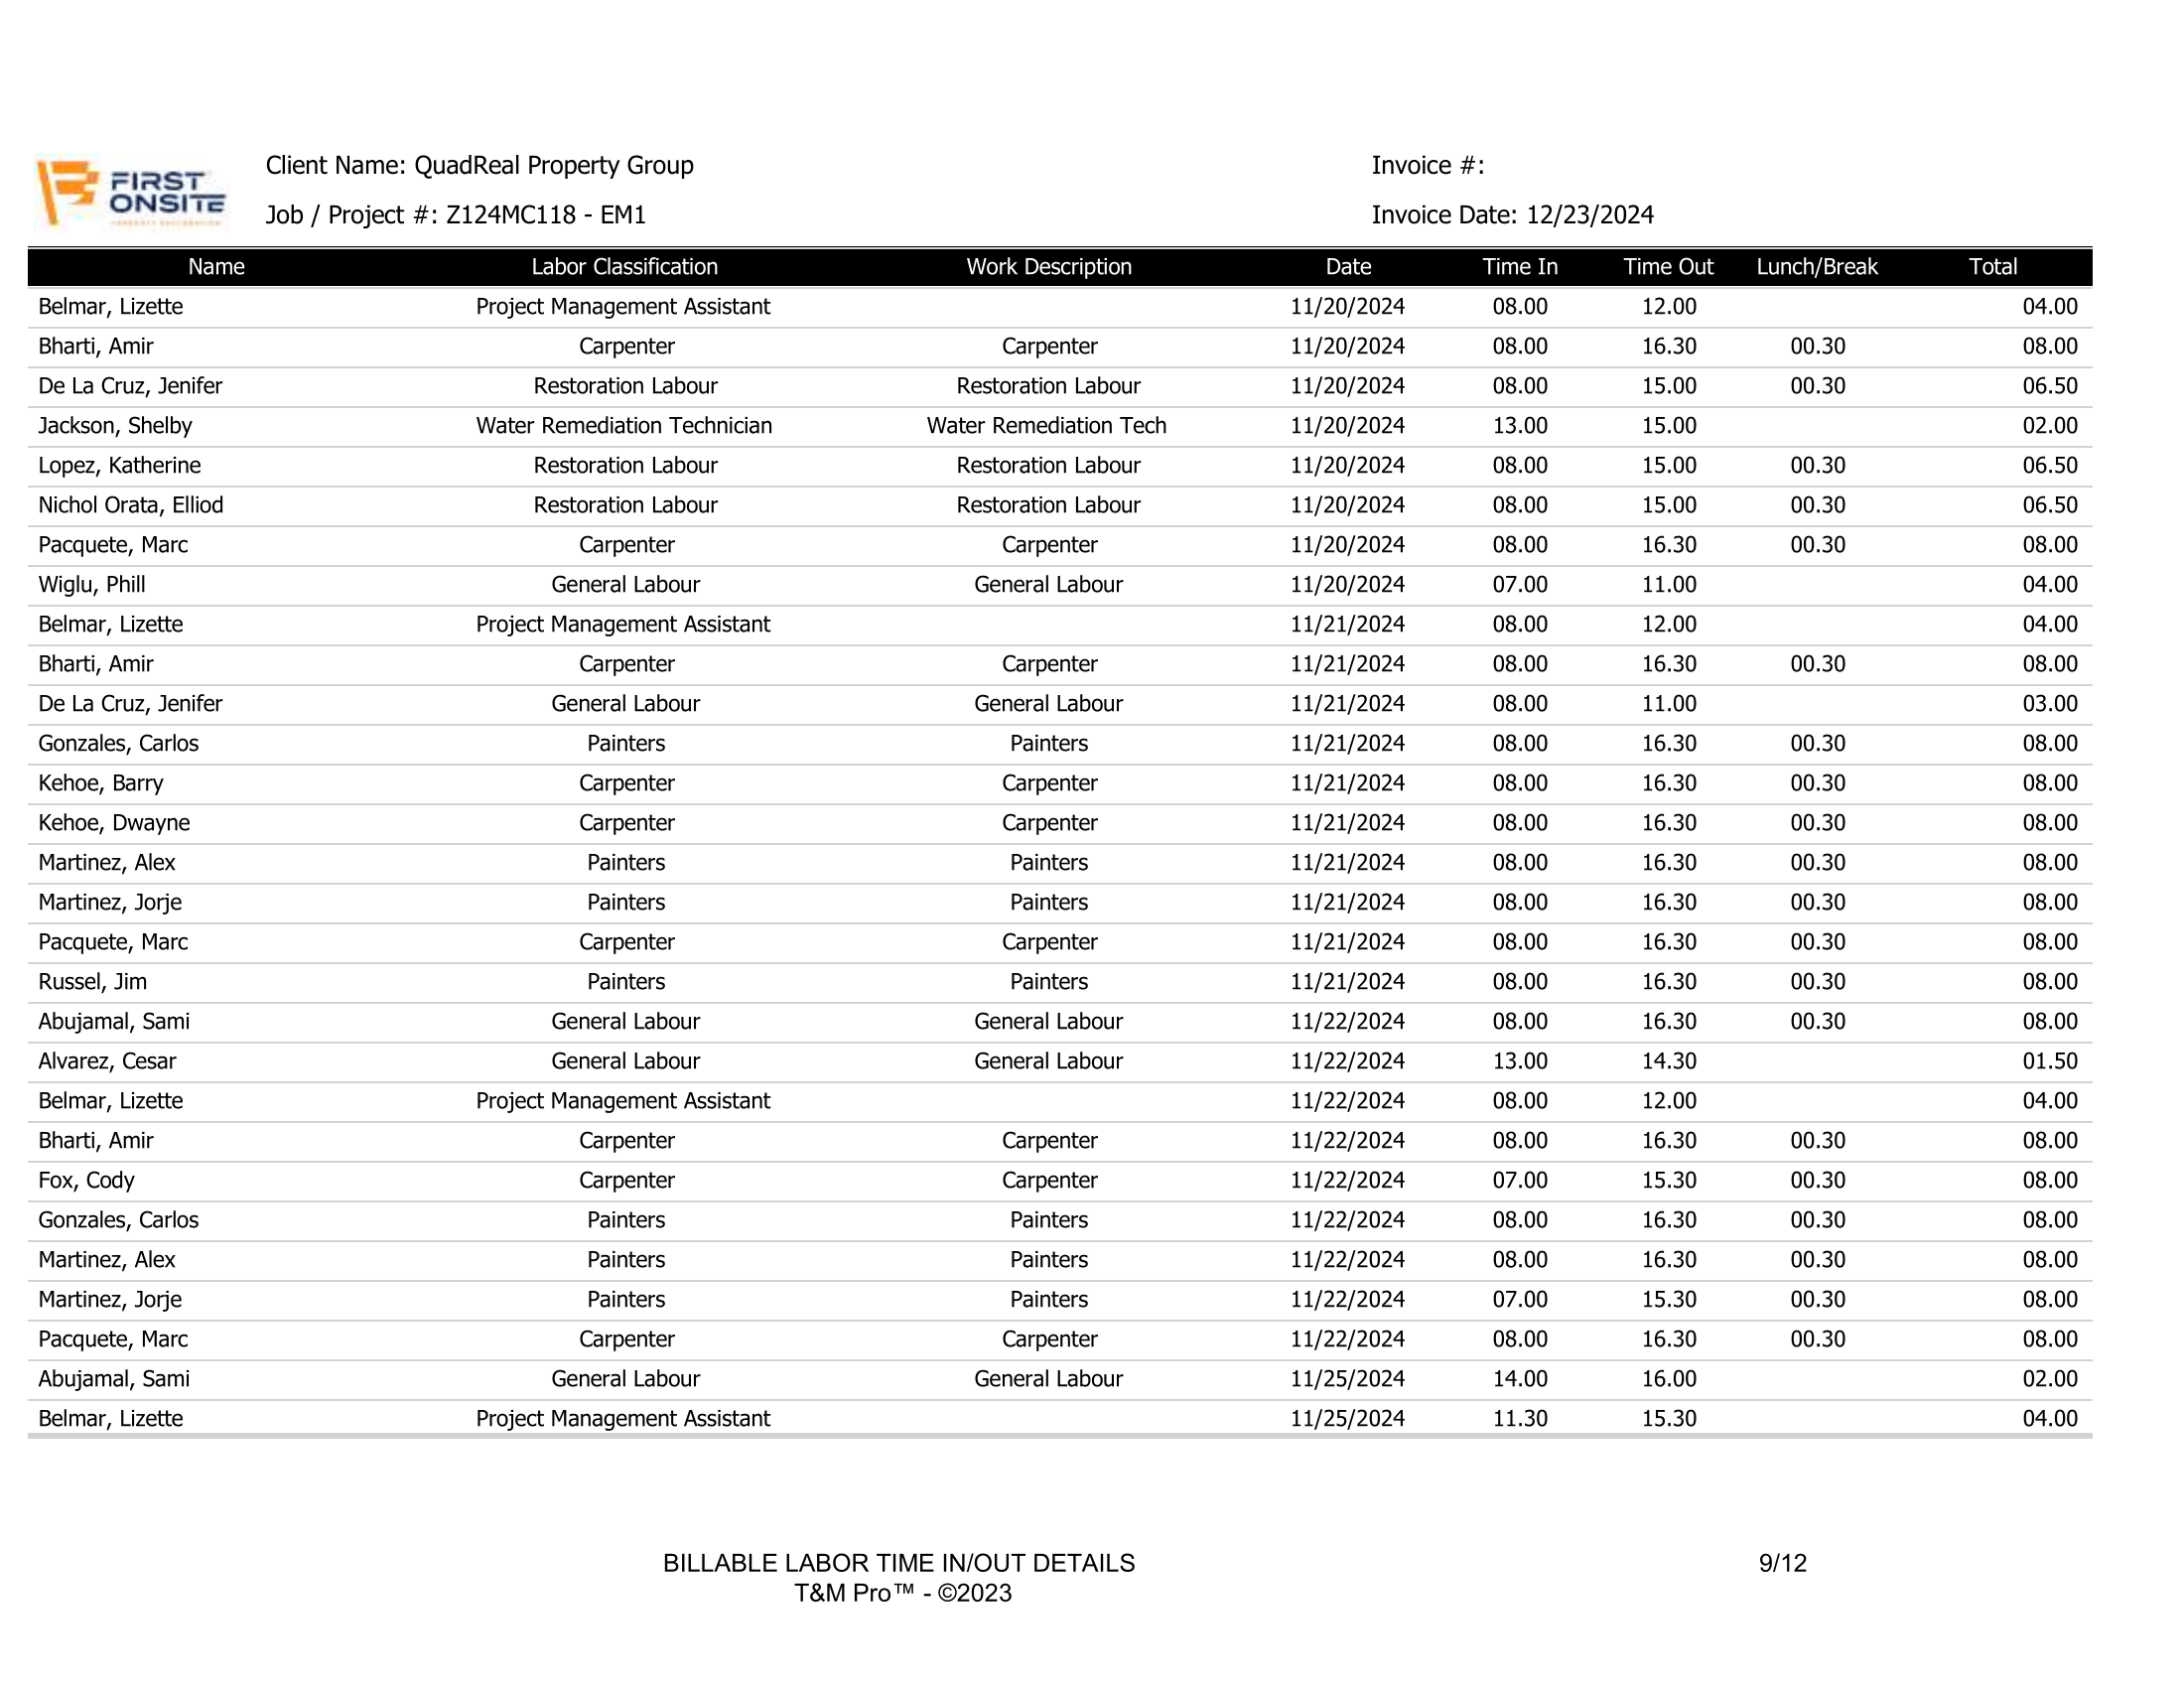 FIRST ONSITE
Client Name: QuadReal Property Group
Invoice #:
Job / Project #: Z124MC118 - EM1
Invoice Date: 12/23/2024
Name Labor Classification Work Description Date Time In Time Out Lunch/Break Total
Belmar, Lizette Project Management Assistant 11/20/2024 08.00 12.00 04.00
Bharti, Amir Carpenter Carpenter 11/20/2024 08.00 16.30 00.30 08.00
De La Cruz, Jenifer Restoration Labour Restoration Labour 11/20/2024 08.00 15.00 00.30 06.50
Jackson, Shelby Water Remediation Technician Water Remediation Tech 11/20/2024 13.00 15.00 02.00
Lopez, Katherine Restoration Labour Restoration Labour 11/20/2024 08.00 15.00 00.30 06.50
Nichol Orata, Elliod Restoration Labour Restoration Labour 11/20/2024 08.00 15.00 00.30 06.50
Pacquete, Marc Carpenter Carpenter 11/20/2024 08.00 16.30 00.30 08.00
Wiglu, Phill General Labour General Labour 11/20/2024 07.00 11.00 04.00
Belmar, Lizette Project Management Assistant 11/21/2024 08.00 12.00 04.00
Bharti, Amir Carpenter Carpenter 11/21/2024 08.00 16.30 00.30 08.00
De La Cruz, Jenifer General Labour General Labour 11/21/2024 08.00 11.00 03.00
Gonzales, Carlos Painters Painters 11/21/2024 08.00 16.30 00.30 08.00
Kehoe, Barry Carpenter Carpenter 11/21/2024 08.00 16.30 00.30 08.00
Kehoe, Dwayne Carpenter Carpenter 11/21/2024 08.00 16.30 00.30 08.00
Martinez, Alex Painters Painters 11/21/2024 08.00 16.30 00.30 08.00
Martinez, Jorje Painters Painters 11/21/2024 08.00 16.30 00.30 08.00
Pacquete, Marc Carpenter Carpenter 11/21/2024 08.00 16.30 00.30 08.00
Russel, Jim Painters Painters 11/21/2024 08.00 16.30 00.30 08.00
Abujamal, Sami General Labour General Labour 11/22/2024 08.00 16.30 00.30 08.00
Alvarez, Cesar General Labour General Labour 11/22/2024 13.00 14.30 01.50
Belmar, Lizette Project Management Assistant 11/22/2024 08.00 12.00 04.00
Bharti, Amir Carpenter Carpenter 11/22/2024 08.00 16.30 00.30 08.00
Fox, Cody Carpenter Carpenter 11/22/2024 07.00 15.30 00.30 08.00
Gonzales, Carlos Painters Painters 11/22/2024 08.00 16.30 00.30 08.00
Martinez, Alex Painters Painters 11/22/2024 08.00 16.30 00.30 08.00
Martinez, Jorje Painters Painters 11/22/2024 07.00 15.30 00.30 08.00
Pacquete, Marc Carpenter Carpenter 11/22/2024 08.00 16.30 00.30 08.00
Abujamal, Sami General Labour General Labour 11/25/2024 14.00 16.00 02.00
Belmar, Lizette Project Management Assistant 11/25/2024 11.30 15.30 04.00
BILLABLE LABOR TIME IN/OUT DETAILS 9/12
T&M Pro™ - ©2023